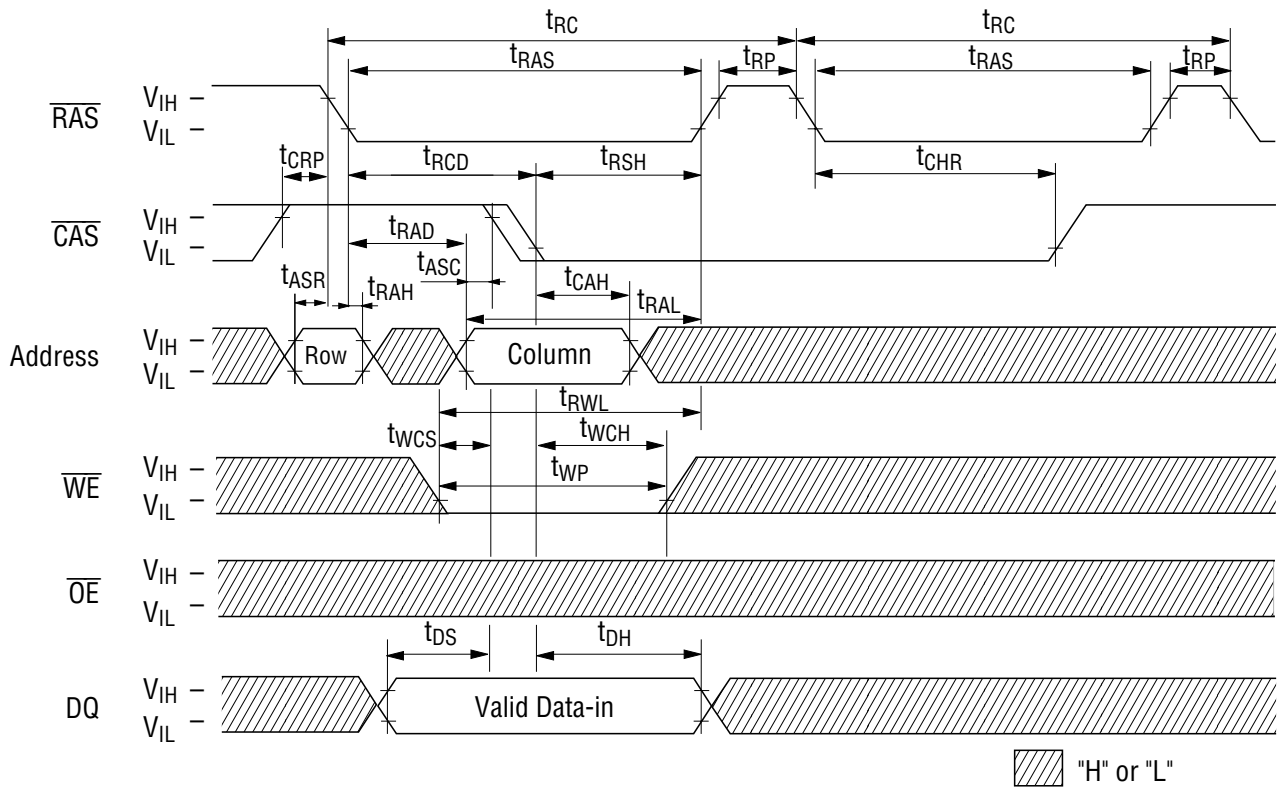 tRC tRC
tRAS tRP tRAS tRP
RAS VIH
VIL
tCRP tRCD tRSH tCHR
CAS VIH
VIL
tRAD
tASR tRAH tASC tCAH
tRAL
Address VIH
VIL
Row Column
tRWL
tWCS tWCH
WE VIH
VIL
tWP
OE VIH
VIL
tDS tDH
DQ VIH
VIL
Valid Data-in
"H" or "L"